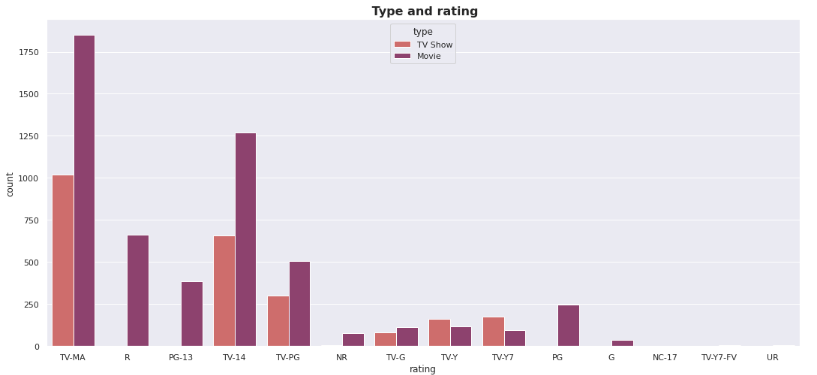 Type and rating
type
TV Show
Movie
count
1750
1500
1250
1000
750
500
250
0
TV-MA R PG-13 TV-14 TV-PG NR TV-G TV-Y TV-Y7 PG G NC-17 TV-Y7-FV UR
rating